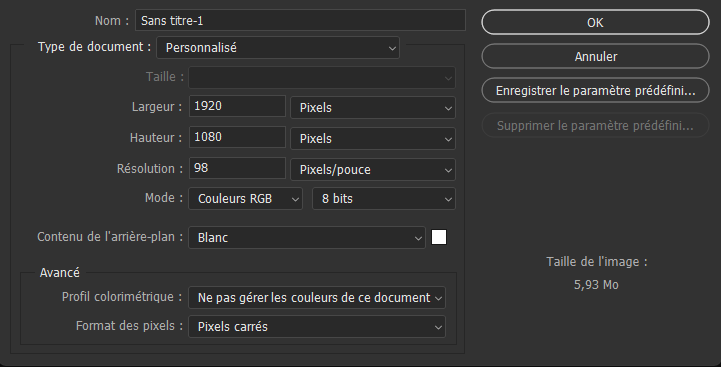 Nom : Sans titre-1
OK
Type de document : Personnalisé
Annuler
Taille :
Enregistrer le paramètre prédéfini...
Largeur : 1920 Pixels
Supprimer le paramètre prédéfini...
Hauteur : 1080 Pixels
Résolution : 98 Pixels/pouce
Mode : Couleurs RGB 8 bits
Contenu de l'arrière-plan : Blanc
Taille de l'image :
5,93 Mo
Avancé
Profil colorimétrique : Ne pas gérer les couleurs de ce document
Format des pixels : Pixels carrés